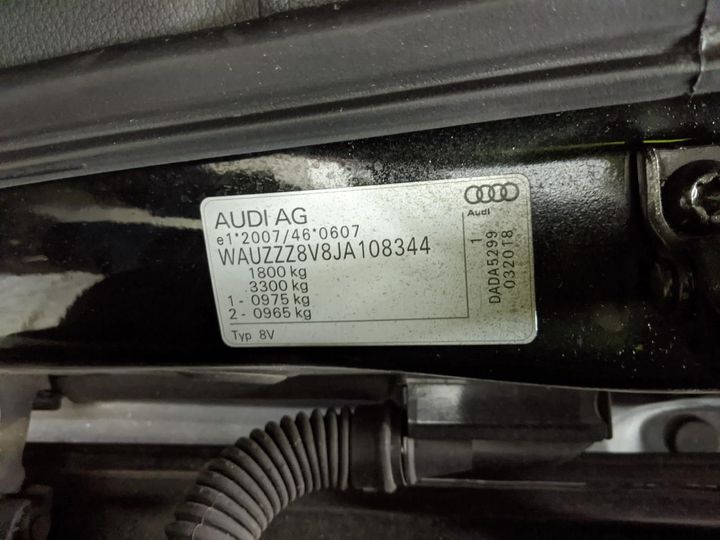 AUDI AG
e1*2007/46*0607
WAUZZZ8V8JA108344
1800 kg
3300 kg
1 - 0975 kg
2 - 0965 kg
Typ 8V
Audi
1
DADA5299
032018